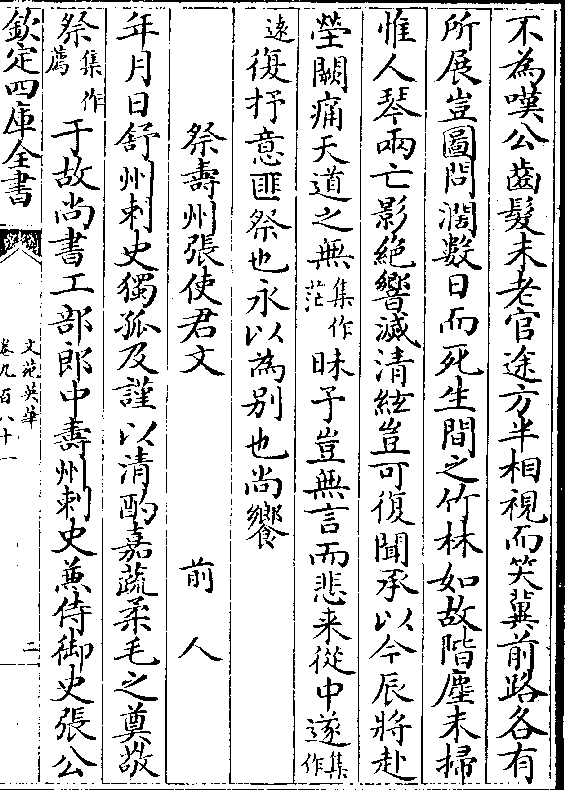 不為嘆公齒髮未老官途方半相視而笑冀前路各有
所展豈圖問濶數日而死生間之竹林如故階塵未掃
惟人琴兩亡影絶響滅清絃豈可復聞承以今辰將赴
塋闕痛天道之無集作茫昧予豈無言而悲来從中遂集作
遠復抒意匪祭也永以為别也尚饗
祭壽州張使君文 前人
年月日舒州刺史獨孤及謹以清酌嘉蔬柔毛之奠敬
祭集作薦于故尚書工部郎中壽州刺史兼侍御史張公
欽定四庫全書
文苑英華
卷九百八十一
二